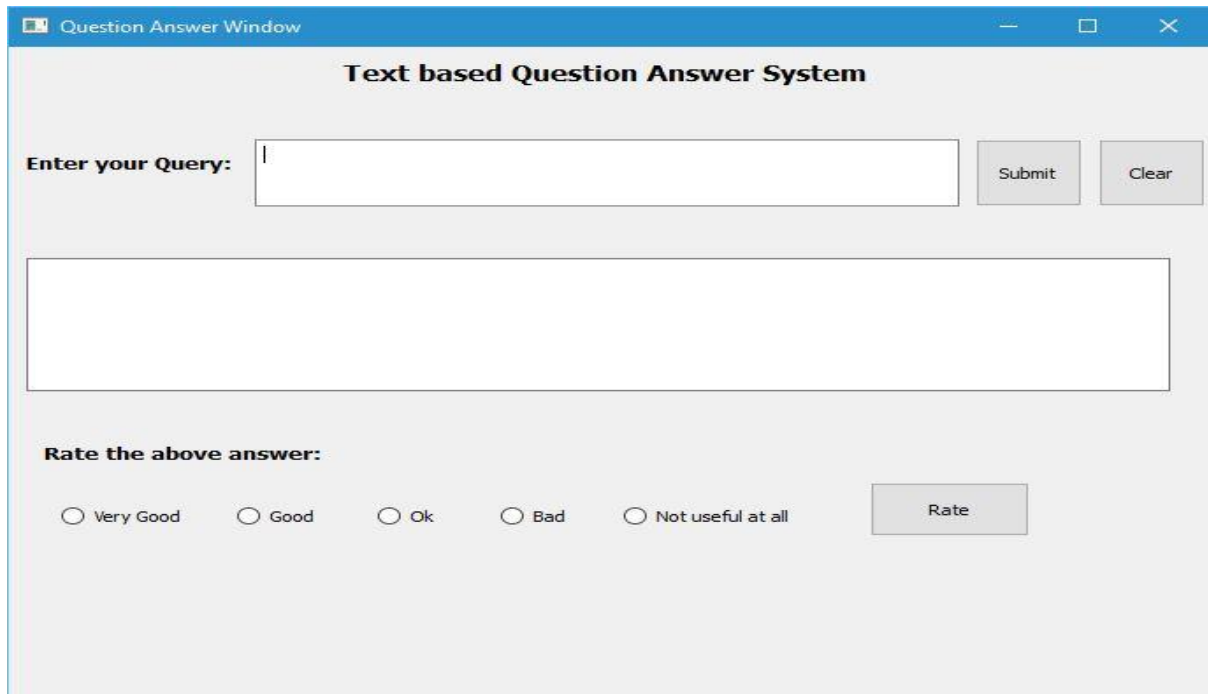 Question Answer Window
Text based Question Answer System
Enter your Query:
Submit
Clear
Rate the above answer:
Very Good
Good
Ok
Bad
Not useful at all
Rate